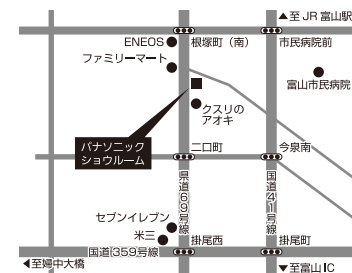 ▲至JR富山駅
ENEOS
根塚町（南）
市民病院前
ファミリーマート
富山市民病院
クスリの
アオキ
パナソニック
ショウルーム
二口町
今泉南
県道69号線
国道41号線
セブンイレブン
米三
掛尾西
掛尾町
国道359号線
◀至婦中大橋
▼至富山IC